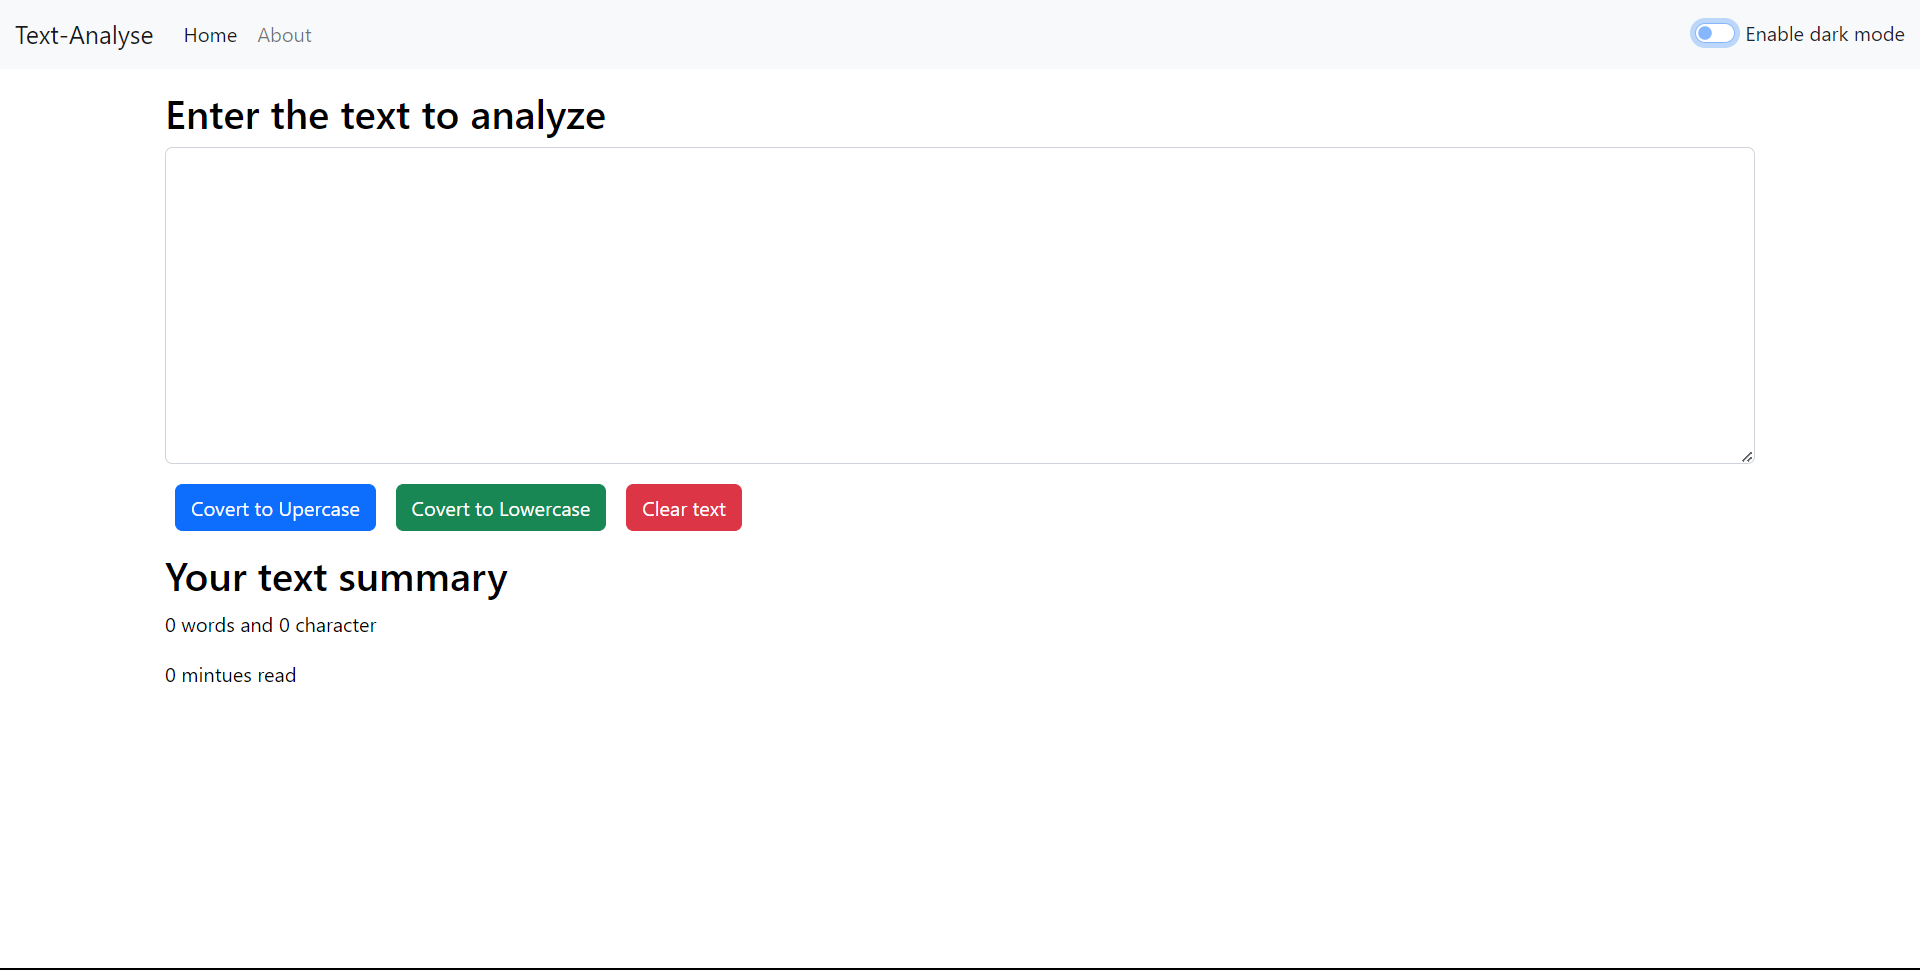 Text-Analyse Home About Enable dark mode
Enter the text to analyze
Covert to Upercase Covert to Lowercase Clear text
Your text summary
0 words and 0 character
0 mintues read